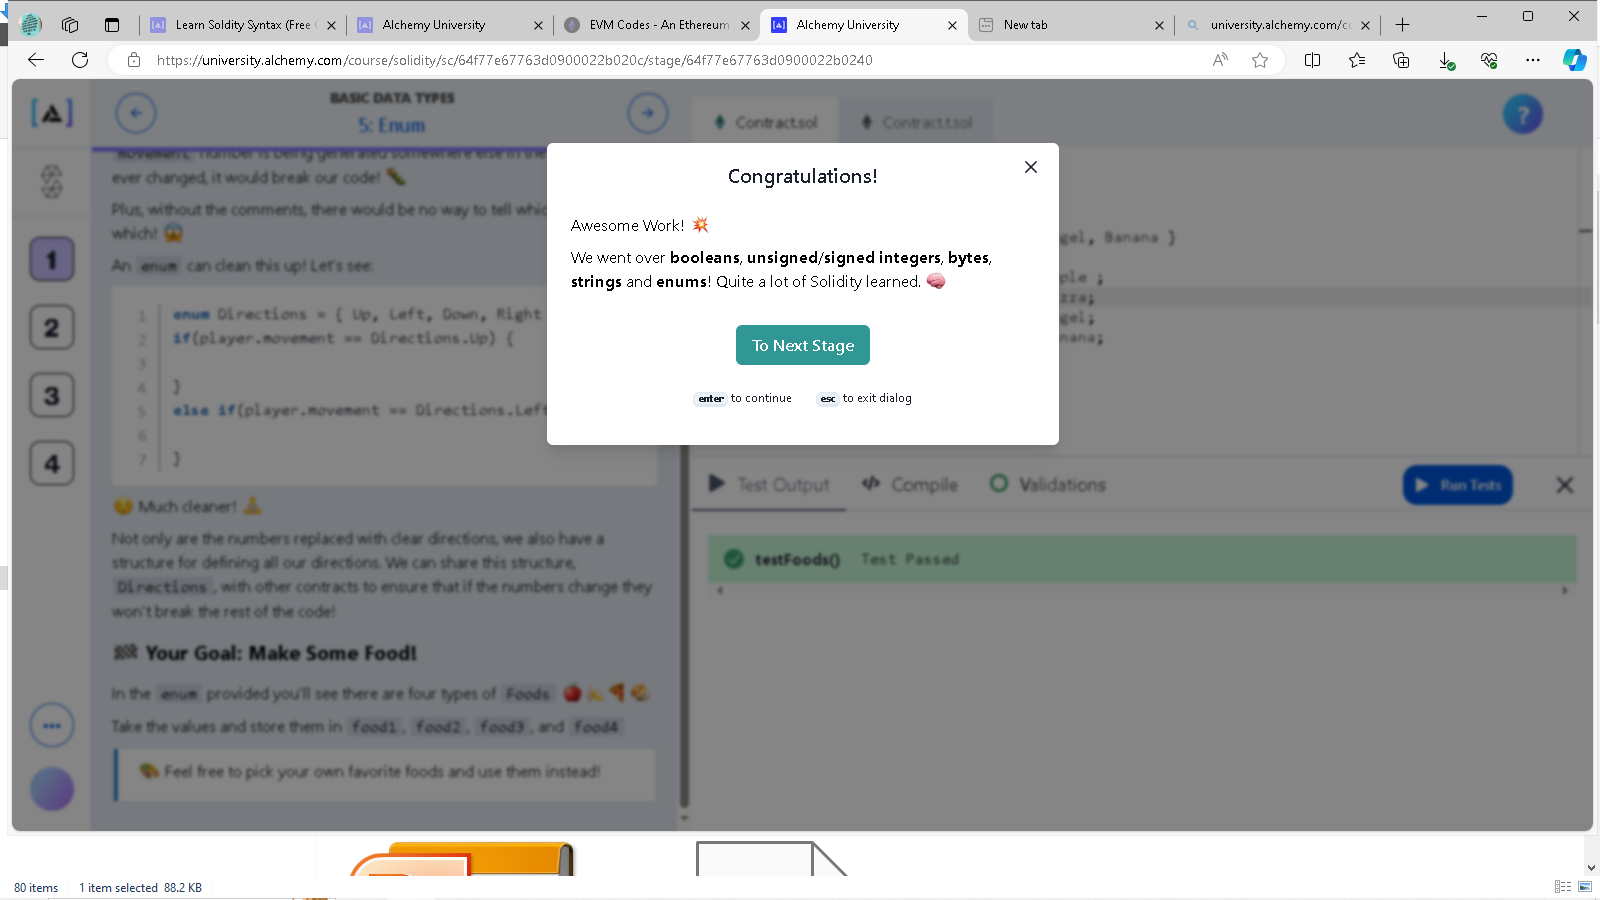 Learn Soldity Syntax (Free
Alchemy University
EVM Codes - An Ethereum
Alchemy University
New tab
university.alchemy.com/cc
https://university.alchemy.com/course/solidity/sc/64f77e67763d0900022b020c/stage/64f77e67763d0900022b0240
BASIC DATA TYPES
5: Enum
Contract.sol
Contract.t.sol
movement number is being generated somewhere else in the
ever changed, it would break our code!
Plus, without the comments, there would be no way to tell which
which!
An enum can clean this up! Let's see:
1 enum Directions = { Up, Left, Down, Right
2 if(player.movement == Directions.Up) {
3
4 }
5 else if(player.movement == Directions.Left
6
7 }
Much cleaner!
Not only are the numbers replaced with clear directions, we also have a
structure for defining all our directions. We can share this structure,
Directions, with other contracts to ensure that if the numbers change they
won't break the rest of the code!
Your Goal: Make Some Food!
In the enum provided you'll see there are four types of Foods
Take the values and store them in food1, food2, food3, and food4
Feel free to pick your own favorite foods and use them instead!
1
2
3
4
Congratulations!
Awesome Work!
We went over booleans, unsigned/signed integers, bytes,
strings and enums! Quite a lot of Solidity learned.
To Next Stage
enter to continue
esc to exit dialog
gel, Banana }
ple ;
zza;
gel;
nana;
Test Output
Compile
Validations
Run Tests
testFoods() Test Passed
?
80 items
1 item selected 88.2 KB